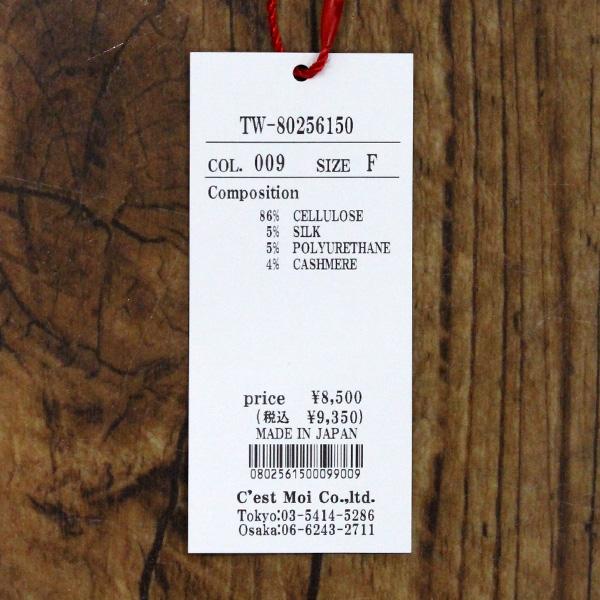 TW-80256150
COL. 009 SIZE F
Composition
86% CELLULOSE
5% SILK
5% POLYURETHANE
4% CASHMERE
price ¥8,500
(税込 ¥9,350)
MADE IN JAPAN
0802561500099009
C'est Moi Co.,ltd.
Tokyo:03-5414-5286
Osaka:06-6243-2711